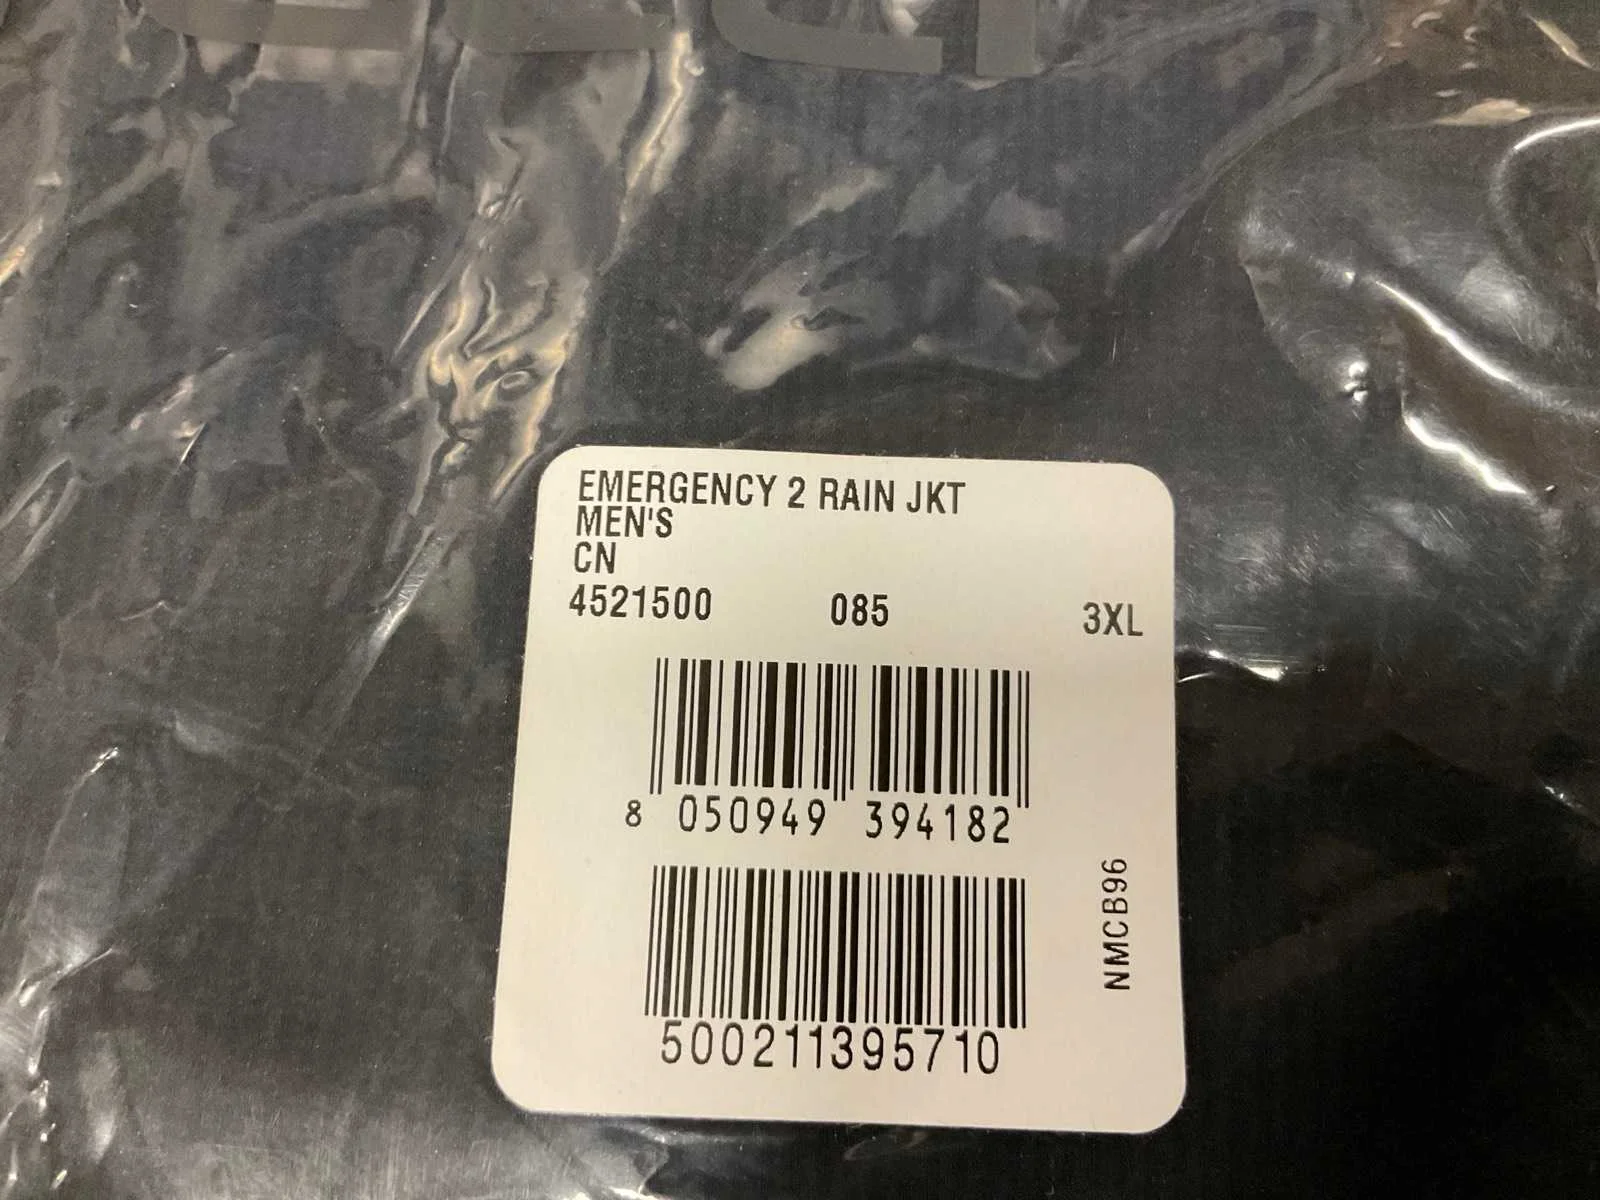 EMERGENCY 2 RAIN JKT
MEN'S
CN
4521500 085 3XL
8 050949 394182
500211395710
NMCB96